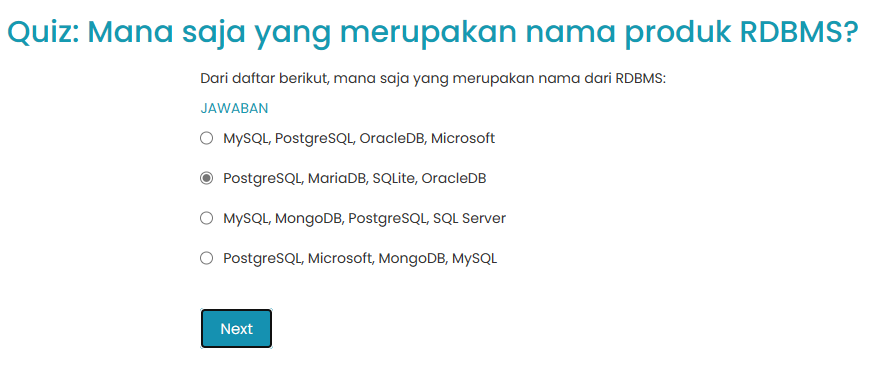 Quiz: Mana saja yang merupakan nama produk RDBMS?
Dari daftar berikut, mana saja yang merupakan nama dari RDBMS:
JAWABAN
MySQL, PostgreSQL, OracleDB, Microsoft
PostgreSQL, MariaDB, SQLite, OracleDB
MySQL, MongoDB, PostgreSQL, SQL Server
PostgreSQL, Microsoft, MongoDB, MySQL
Next